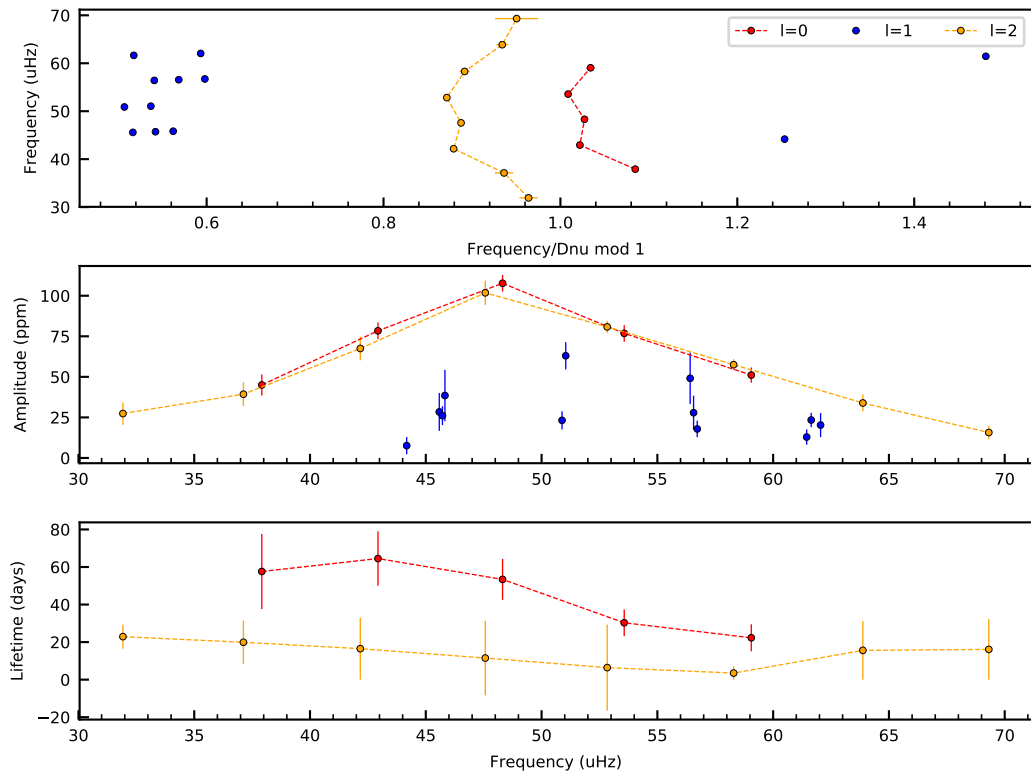 70
60
50
40
30
Frequency (uHz)
l=0 l=1 l=2
0.6 0.8 1.0 1.2 1.4
Frequency/Dnu mod 1
100
75
50
25
0
Amplitude (ppm)
30 35 40 45 50 55 60 65 70
80
60
40
20
0
−20
Lifetime (days)
30 35 40 45 50 55 60 65 70
Frequency (uHz)